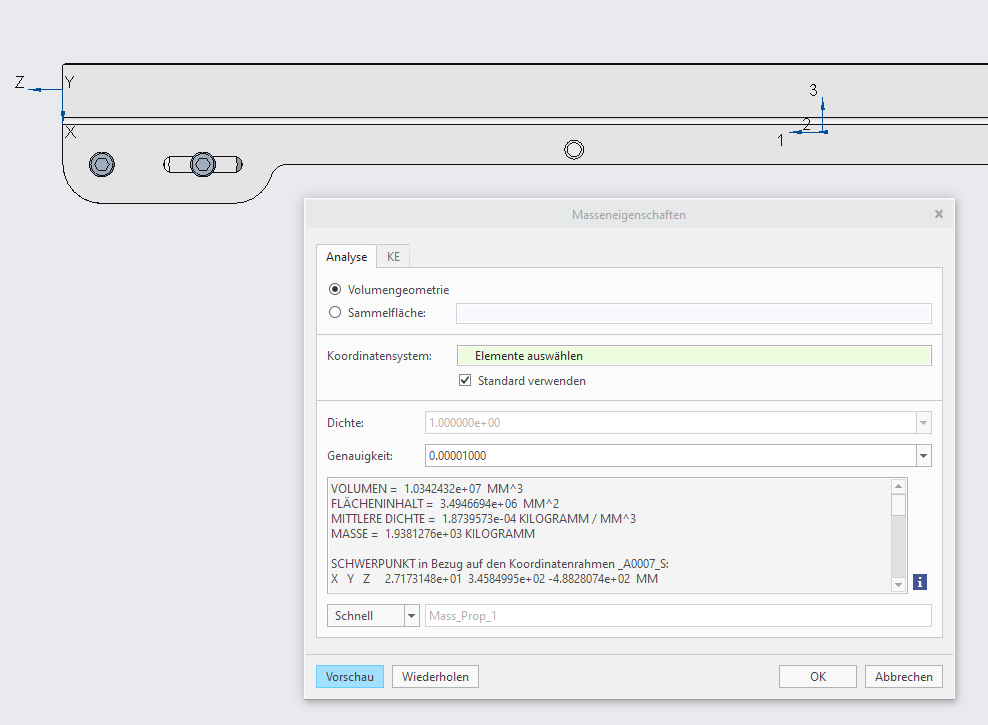 Z
Y
X
3
2
1
Masseneigenschaften
Analyse KE
Volumengeometrie
Sammelfläche:
Koordinatensystem: Elemente auswählen
Standard verwenden
Dichte: 1.000000e+00
Genauigkeit: 0.00001000
VOLUMEN = 1.0342432e+07 MM^3
FLÄCHENINHALT = 3.4946694e+06 MM^2
MITTLERE DICHTE = 1.8739573e-04 KILOGRAMM / MM^3
MASSE = 1.9381276e+03 KILOGRAMM
SCHWERPUNKT in Bezug auf den Koordinatenrahmen _A0007_S:
X Y Z 2.7173148e+01 3.4584995e+02 -4.8828074e+02 MM
Schnell Mass_Prop_1
Vorschau Wiederholen OK Abbrechen